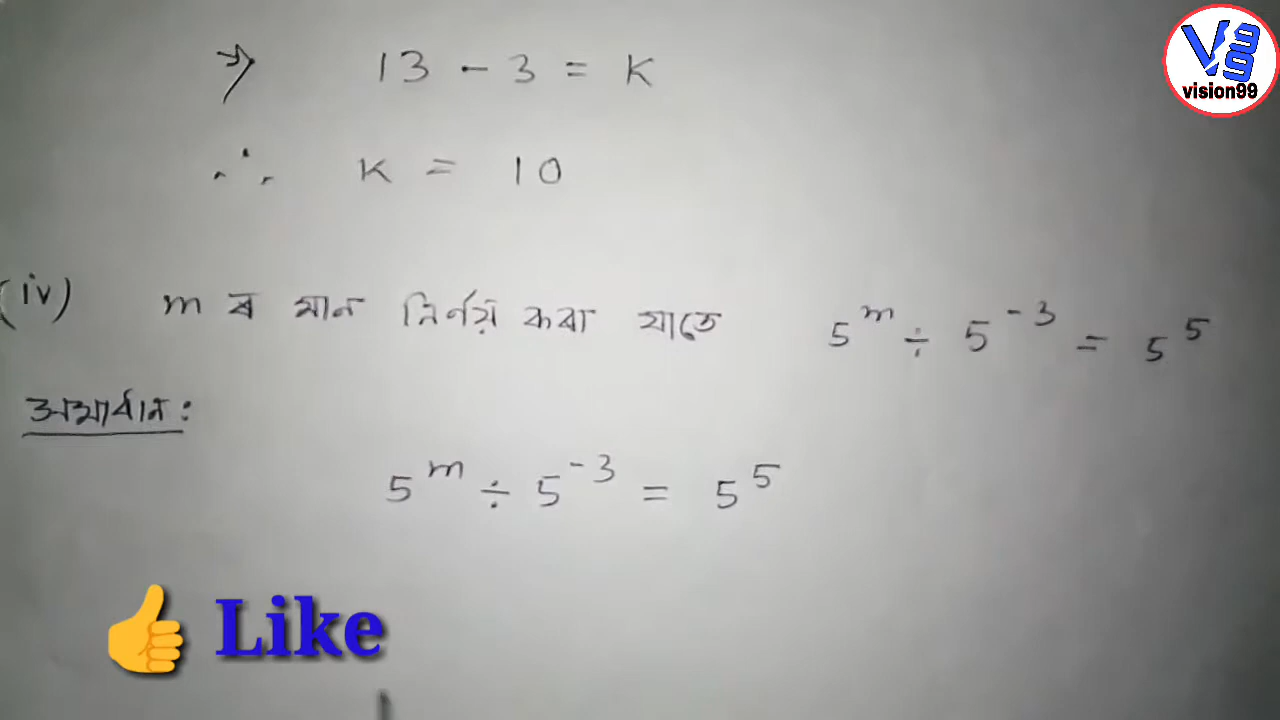 ⇒ 13 - 3 = K
vision99
∴ K = 10
(iv) m ৰ মান নিৰ্ণয় কৰা যাতে 5^m ÷ 5^-3 = 5^5
সমাধান :
5^m ÷ 5^-3 = 5^5
Like